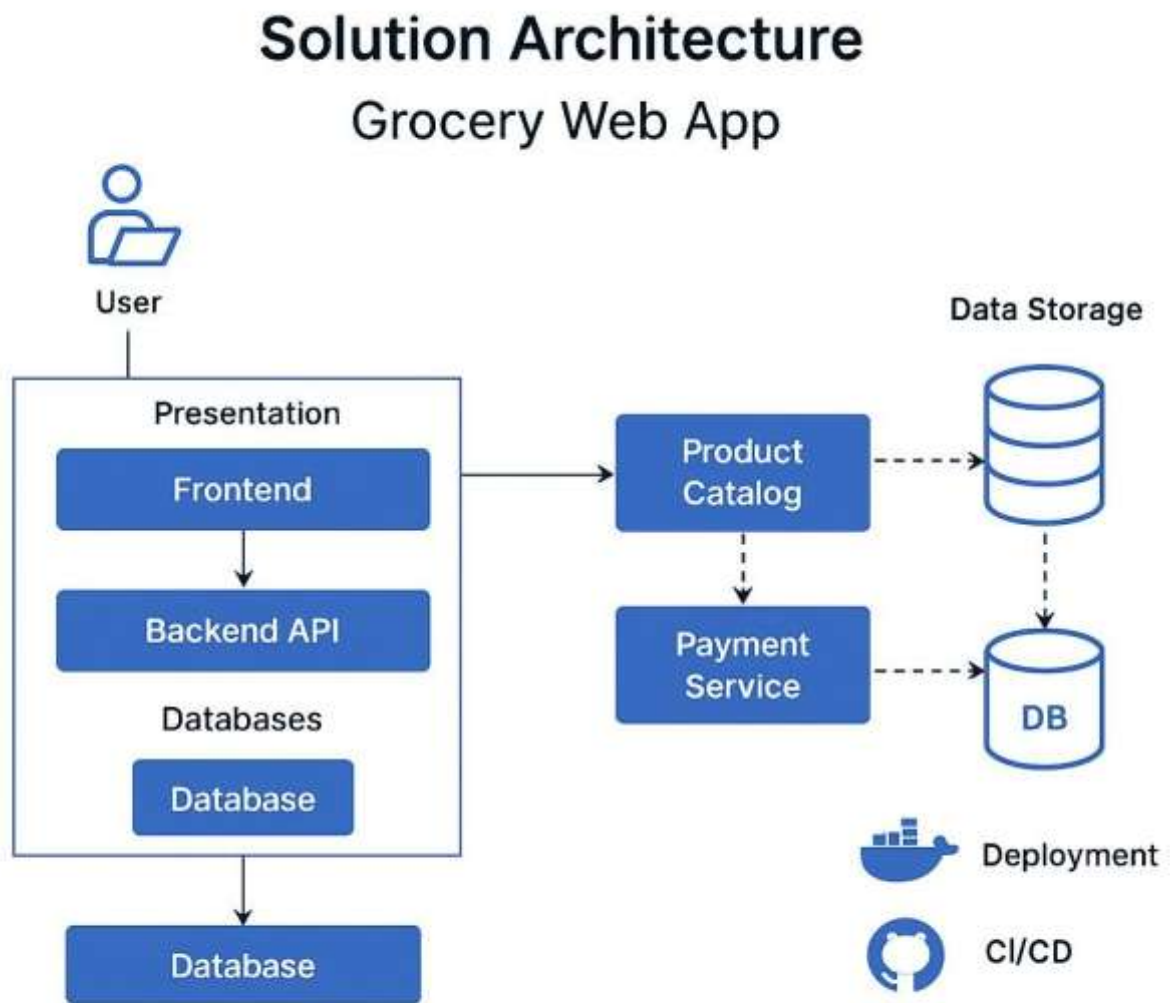 Solution Architecture
Grocery Web App
User
Presentation
Frontend
Backend API
Databases
Database
Database
Product
Catalog
Payment
Service
Data Storage
DB
Deployment
CI/CD